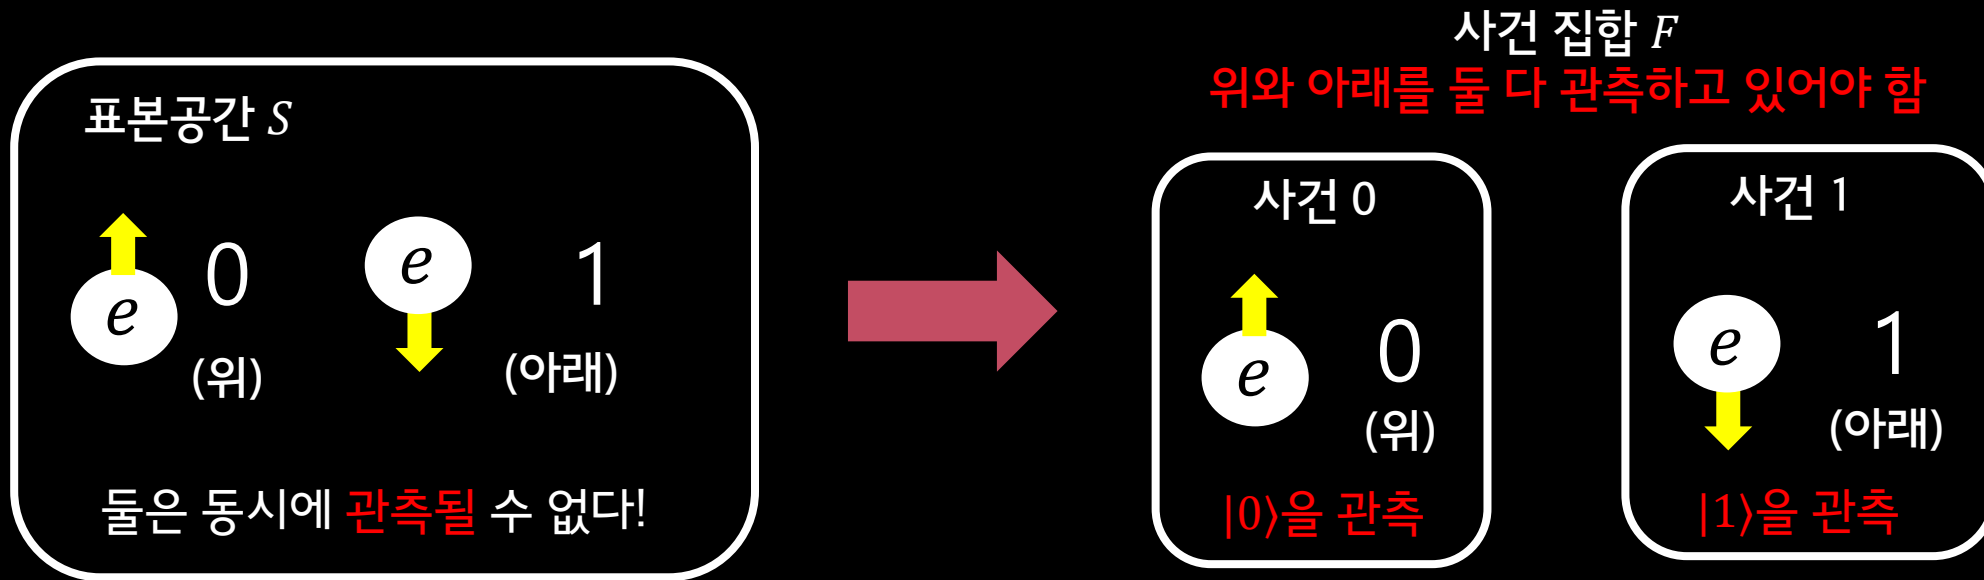 표본공간 S
e
0
(위)
e
1
(아래)
둘은 동시에 관측될 수 없다!
사건 집합 F
위와 아래를 둘 다 관측하고 있어야 함
사건 0
e
0
(위)
|0⟩을 관측
사건 1
e
1
(아래)
|1⟩을 관측